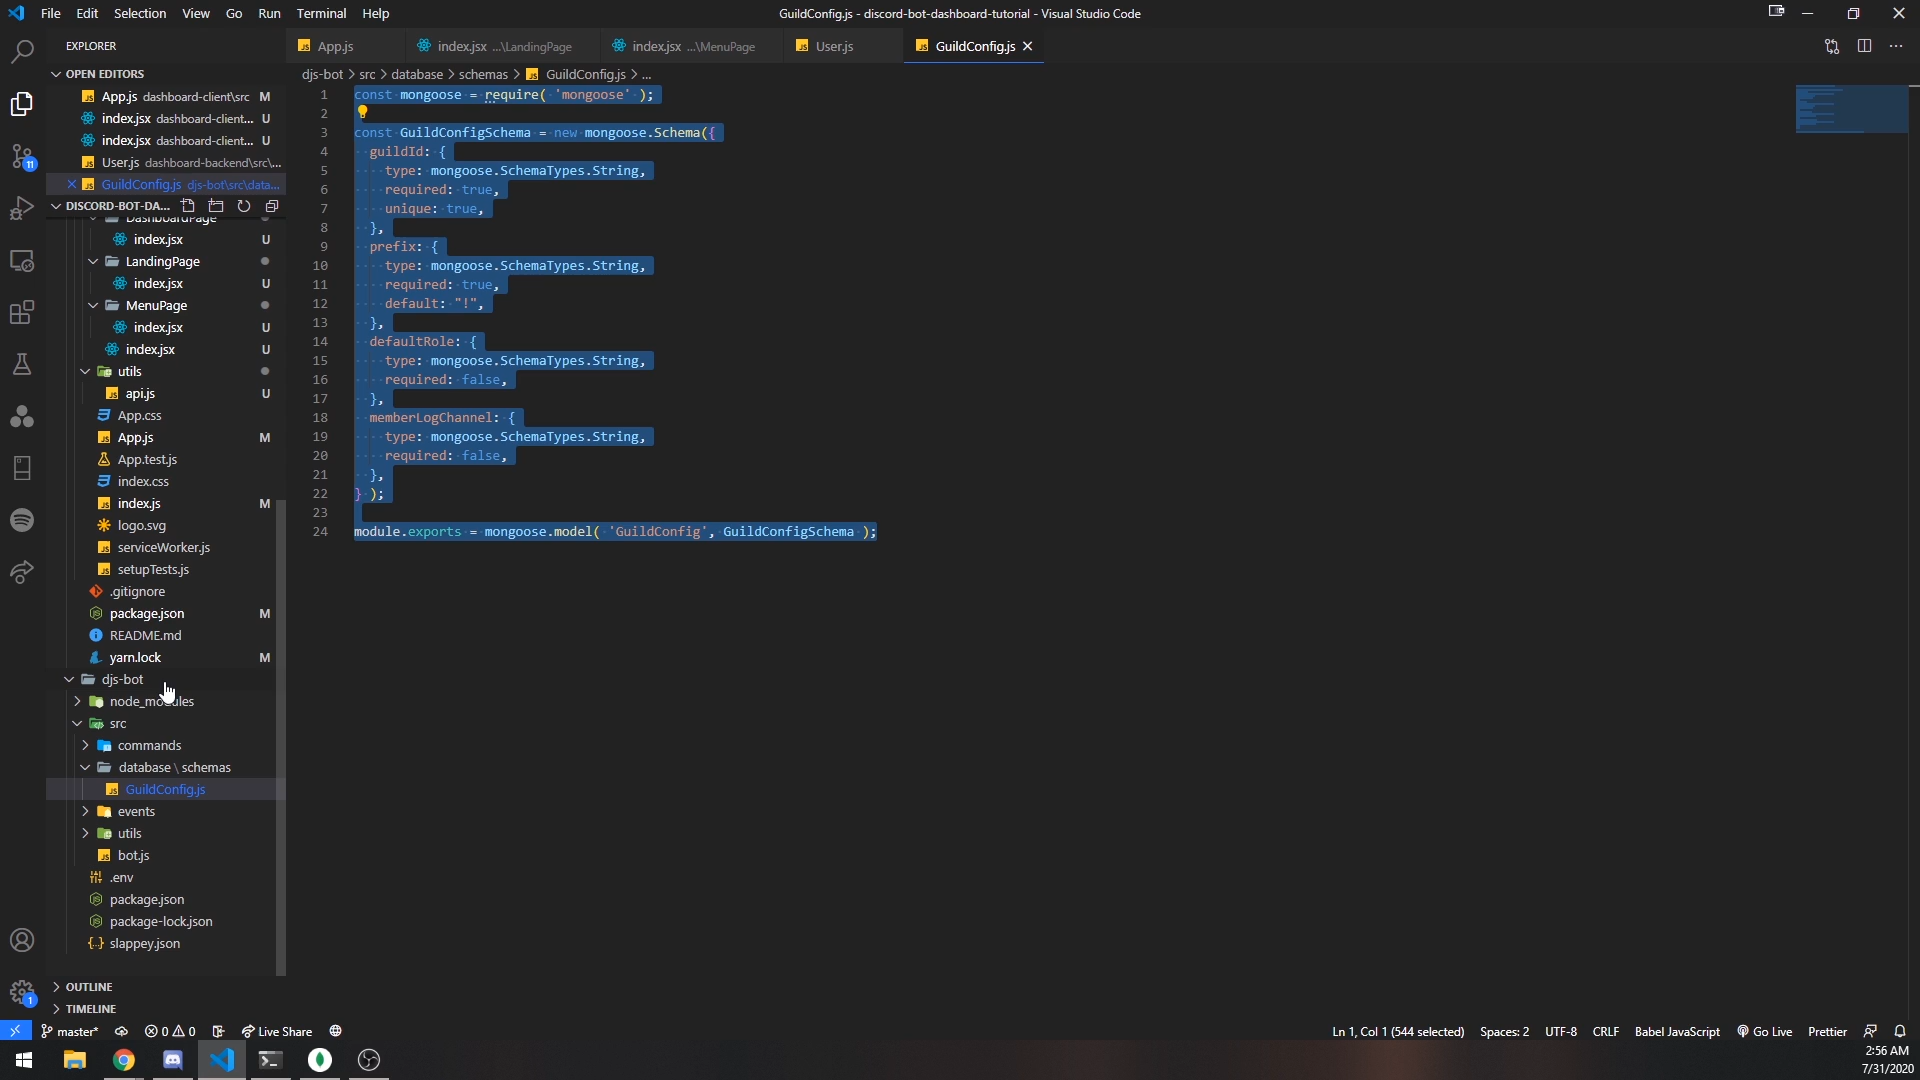 File Edit Selection View Go Run Terminal Help
GuildConfig.js - discord-bot-dashboard-tutorial - Visual Studio Code
EXPLORER
App.js
index.jsx ...\LandingPage
index.jsx ...\MenuPage
User.js
GuildConfig.js
OPEN EDITORS
App.js dashboard-client\src M
index.jsx dashboard-client... U
index.jsx dashboard-client... U
User.js dashboard-backend\src\...
GuildConfig.js djs-bot\src\data...
DISCORD-BOT-DA...
DashboardPage
index.jsx U
LandingPage
index.jsx U
MenuPage
index.jsx U
index.jsx U
utils
api.js U
App.css
App.js M
App.test.js
index.css
index.js M
logo.svg
serviceWorker.js
setupTests.js
.gitignore
package.json M
README.md
yarn.lock M
djs-bot
node_modules
src
commands
database \ schemas
GuildConfig.js
events
utils
bot.js
.env
package.json
package-lock.json
slappey.json
OUTLINE
TIMELINE
djs-bot > src > database > schemas > GuildConfig.js > ...
1 const mongoose = require( 'mongoose' );
2
3 const GuildConfigSchema = new mongoose.Schema({
4 guildId: {
5 type: mongoose.SchemaTypes.String,
6 required: true,
7 unique: true,
8 },
9 prefix: {
10 type: mongoose.SchemaTypes.String,
11 required: true,
12 default: "!",
13 },
14 defaultRole: {
15 type: mongoose.SchemaTypes.String,
16 required: false,
17 },
18 memberLogChannel: {
19 type: mongoose.SchemaTypes.String,
20 required: false,
21 },
22 } );
23
24 module.exports = mongoose.model( 'GuildConfig', GuildConfigSchema );
11
1
master* 0 0 Live Share
Ln 1, Col 1 (544 selected) Spaces: 2 UTF-8 CRLF Babel JavaScript Go Live Prettier
2:56 AM
7/31/2020